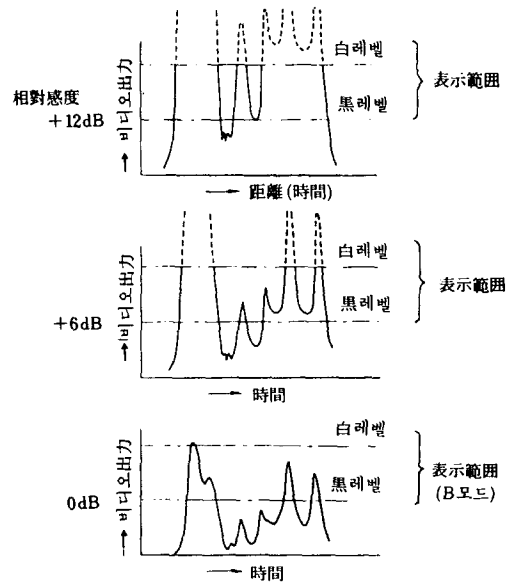 相對感度
+12dB
비디오出力
白레벨
黒레벨
表示範囲
距離(時間)
+6dB
비디오出力
白레벨
黒레벨
表示範囲
時間
0dB
비디오出力
白레벨
黒레벨
表示範囲
(B모드)
時間